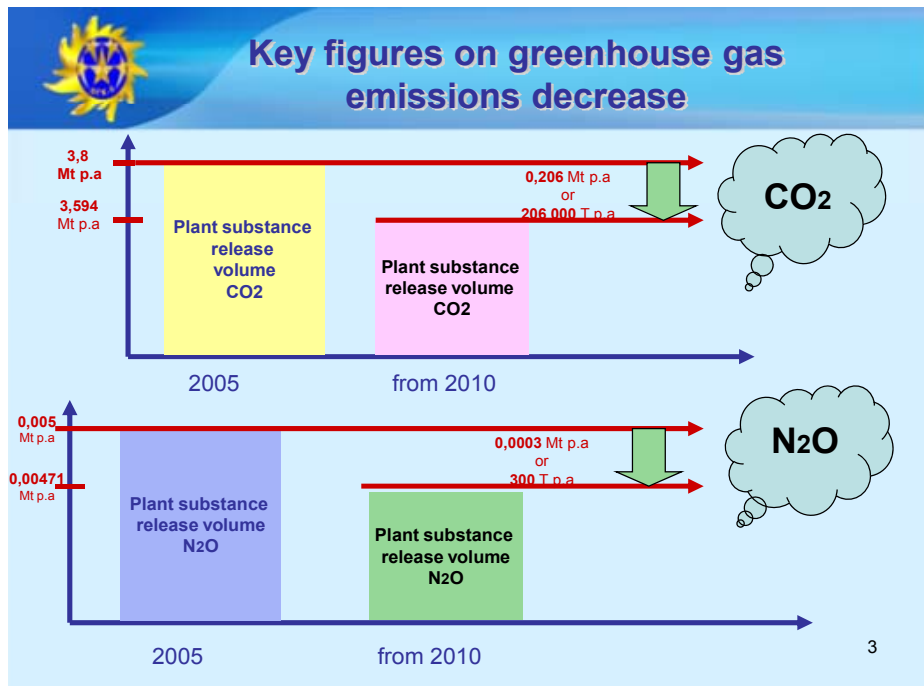 Key figures on greenhouse gas
emissions decrease
3,8
Mt p.a
3,594
Mt p.a
0,206 Mt p.a
or
206 000 T p.a
CO2
Plant substance
release
volume
CO2
Plant substance
release volume
CO2
2005
from 2010
0,005
Mt p.a
0,00471
Mt p.a
0,0003 Mt p.a
or
300 T p.a
N2O
Plant substance
release volume
N2O
Plant substance
release volume
N2O
2005
from 2010
3